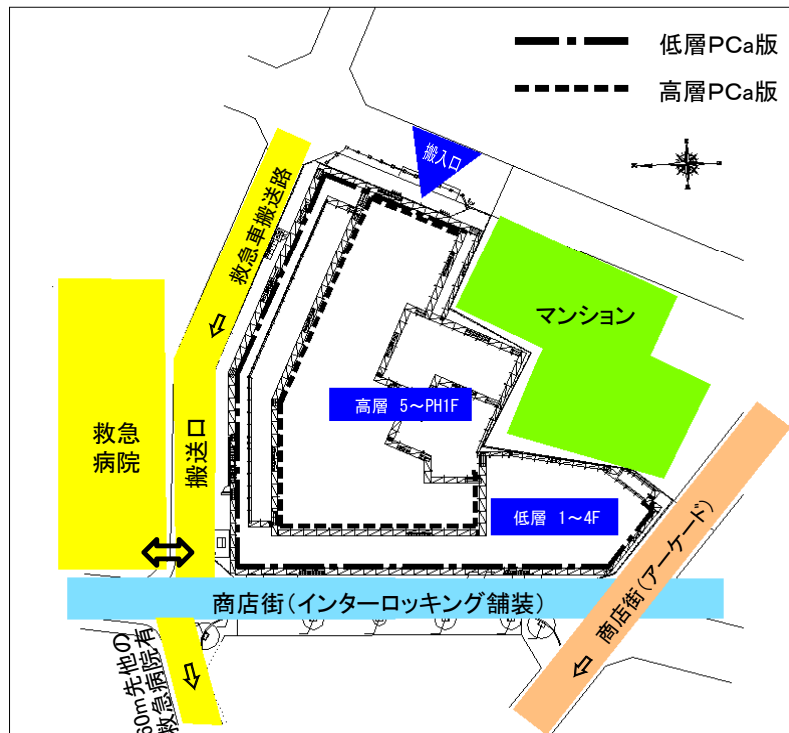 低層PCa版
高層PCa版
搬入口
救急車搬送路
マンション
高層 5～PH1F
救急
病院
搬送口
低層 1～4F
商店街(アーケード)
商店街(インターロッキング舗装)
60m先他の
救急病院有